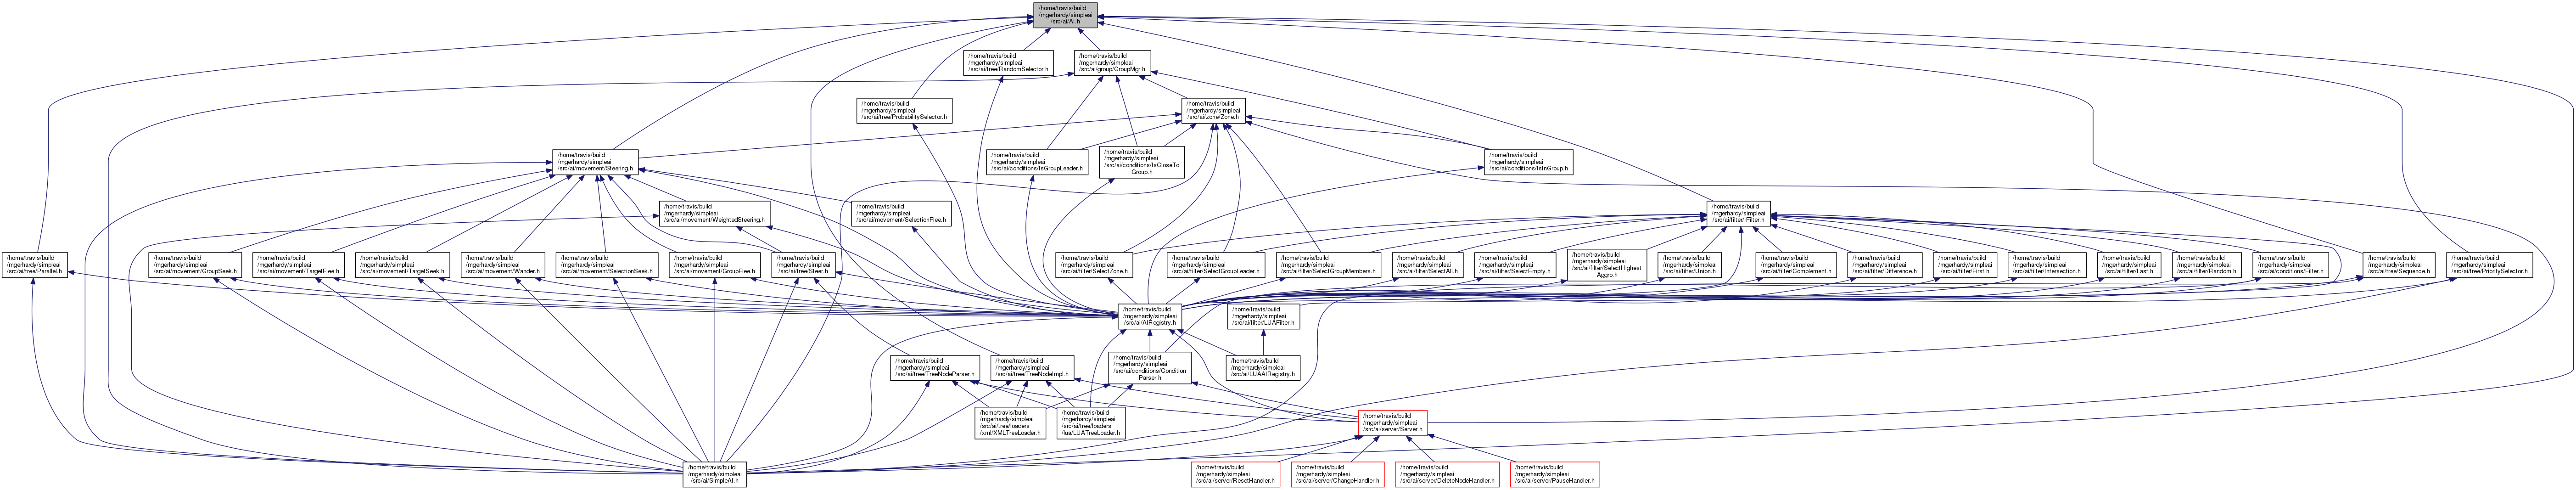 /home/travis/build
/mgerhardy/simpleai
/src/ai/AI.h
/home/travis/build
/mgerhardy/simpleai
/src/ai/tree/RandomSelector.h
/home/travis/build
/mgerhardy/simpleai
/src/ai/group/GroupMgr.h
/home/travis/build
/mgerhardy/simpleai
/src/ai/tree/ProbabilitySelector.h
/home/travis/build
/mgerhardy/simpleai
/src/ai/zone/Zone.h
/home/travis/build
/mgerhardy/simpleai
/src/ai/movement/Steering.h
/home/travis/build
/mgerhardy/simpleai
/src/ai/conditions/IsGroupLeader.h
/home/travis/build
/mgerhardy/simpleai
/src/ai/conditions/IsCloseTo
Group.h
/home/travis/build
/mgerhardy/simpleai
/src/ai/conditions/IsInGroup.h
/home/travis/build
/mgerhardy/simpleai
/src/ai/movement/WeightedSteering.h
/home/travis/build
/mgerhardy/simpleai
/src/ai/movement/SelectionFlee.h
/home/travis/build
/mgerhardy/simpleai
/src/ai/filter/IFilter.h
/home/travis/build
/mgerhardy/simpleai
/src/ai/tree/Parallel.h
/home/travis/build
/mgerhardy/simpleai
/src/ai/movement/GroupSeek.h
/home/travis/build
/mgerhardy/simpleai
/src/ai/movement/TargetFlee.h
/home/travis/build
/mgerhardy/simpleai
/src/ai/movement/TargetSeek.h
/home/travis/build
/mgerhardy/simpleai
/src/ai/movement/Wander.h
/home/travis/build
/mgerhardy/simpleai
/src/ai/movement/SelectionSeek.h
/home/travis/build
/mgerhardy/simpleai
/src/ai/movement/GroupFlee.h
/home/travis/build
/mgerhardy/simpleai
/src/ai/tree/Steer.h
/home/travis/build
/mgerhardy/simpleai
/src/ai/filter/SelectZone.h
/home/travis/build
/mgerhardy/simpleai
/src/ai/filter/SelectGroupLeader.h
/home/travis/build
/mgerhardy/simpleai
/src/ai/filter/SelectGroupMembers.h
/home/travis/build
/mgerhardy/simpleai
/src/ai/filter/SelectAll.h
/home/travis/build
/mgerhardy/simpleai
/src/ai/filter/SelectEmpty.h
/home/travis/build
/mgerhardy/simpleai
/src/ai/filter/SelectHighest
Aggro.h
/home/travis/build
/mgerhardy/simpleai
/src/ai/filter/Union.h
/home/travis/build
/mgerhardy/simpleai
/src/ai/filter/Complement.h
/home/travis/build
/mgerhardy/simpleai
/src/ai/filter/Difference.h
/home/travis/build
/mgerhardy/simpleai
/src/ai/filter/First.h
/home/travis/build
/mgerhardy/simpleai
/src/ai/filter/Intersection.h
/home/travis/build
/mgerhardy/simpleai
/src/ai/filter/Last.h
/home/travis/build
/mgerhardy/simpleai
/src/ai/filter/Random.h
/home/travis/build
/mgerhardy/simpleai
/src/ai/conditions/Filter.h
/home/travis/build
/mgerhardy/simpleai
/src/ai/tree/Sequence.h
/home/travis/build
/mgerhardy/simpleai
/src/ai/tree/PrioritySelector.h
/home/travis/build
/mgerhardy/simpleai
/src/ai/AIRegistry.h
/home/travis/build
/mgerhardy/simpleai
/src/ai/filter/LUAFilter.h
/home/travis/build
/mgerhardy/simpleai
/src/ai/tree/TreeNodeParser.h
/home/travis/build
/mgerhardy/simpleai
/src/ai/tree/TreeNodeImpl.h
/home/travis/build
/mgerhardy/simpleai
/src/ai/conditions/Condition
Parser.h
/home/travis/build
/mgerhardy/simpleai
/src/ai/LUAAIRegistry.h
/home/travis/build
/mgerhardy/simpleai
/src/ai/tree/loaders
/xml/XMLTreeLoader.h
/home/travis/build
/mgerhardy/simpleai
/src/ai/tree/loaders
/lua/LUATreeLoader.h
/home/travis/build
/mgerhardy/simpleai
/src/ai/server/Server.h
/home/travis/build
/mgerhardy/simpleai
/src/ai/SimpleAI.h
/home/travis/build
/mgerhardy/simpleai
/src/ai/server/ResetHandler.h
/home/travis/build
/mgerhardy/simpleai
/src/ai/server/ChangeHandler.h
/home/travis/build
/mgerhardy/simpleai
/src/ai/server/DeleteNodeHandler.h
/home/travis/build
/mgerhardy/simpleai
/src/ai/server/PauseHandler.h